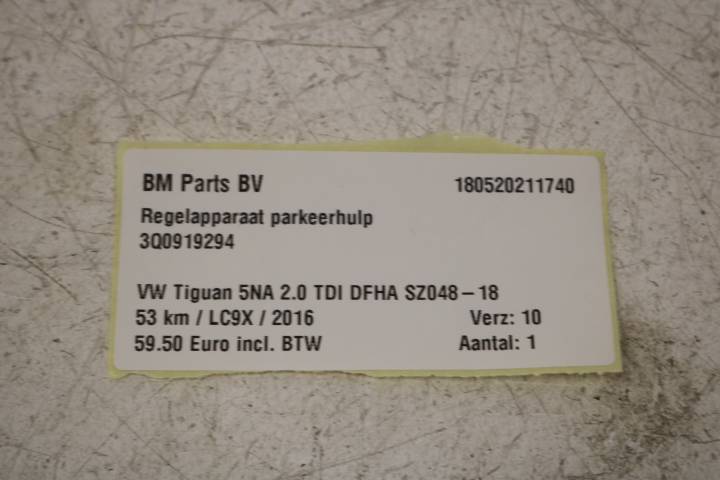 BM Parts BV 180520211740
Regelapparaat parkeerhulp
3Q0919294
VW Tiguan 5NA 2.0 TDI DFHA SZ048-18
53 km / LC9X / 2016 Verz: 10
59.50 Euro incl. BTW Aantal: 1